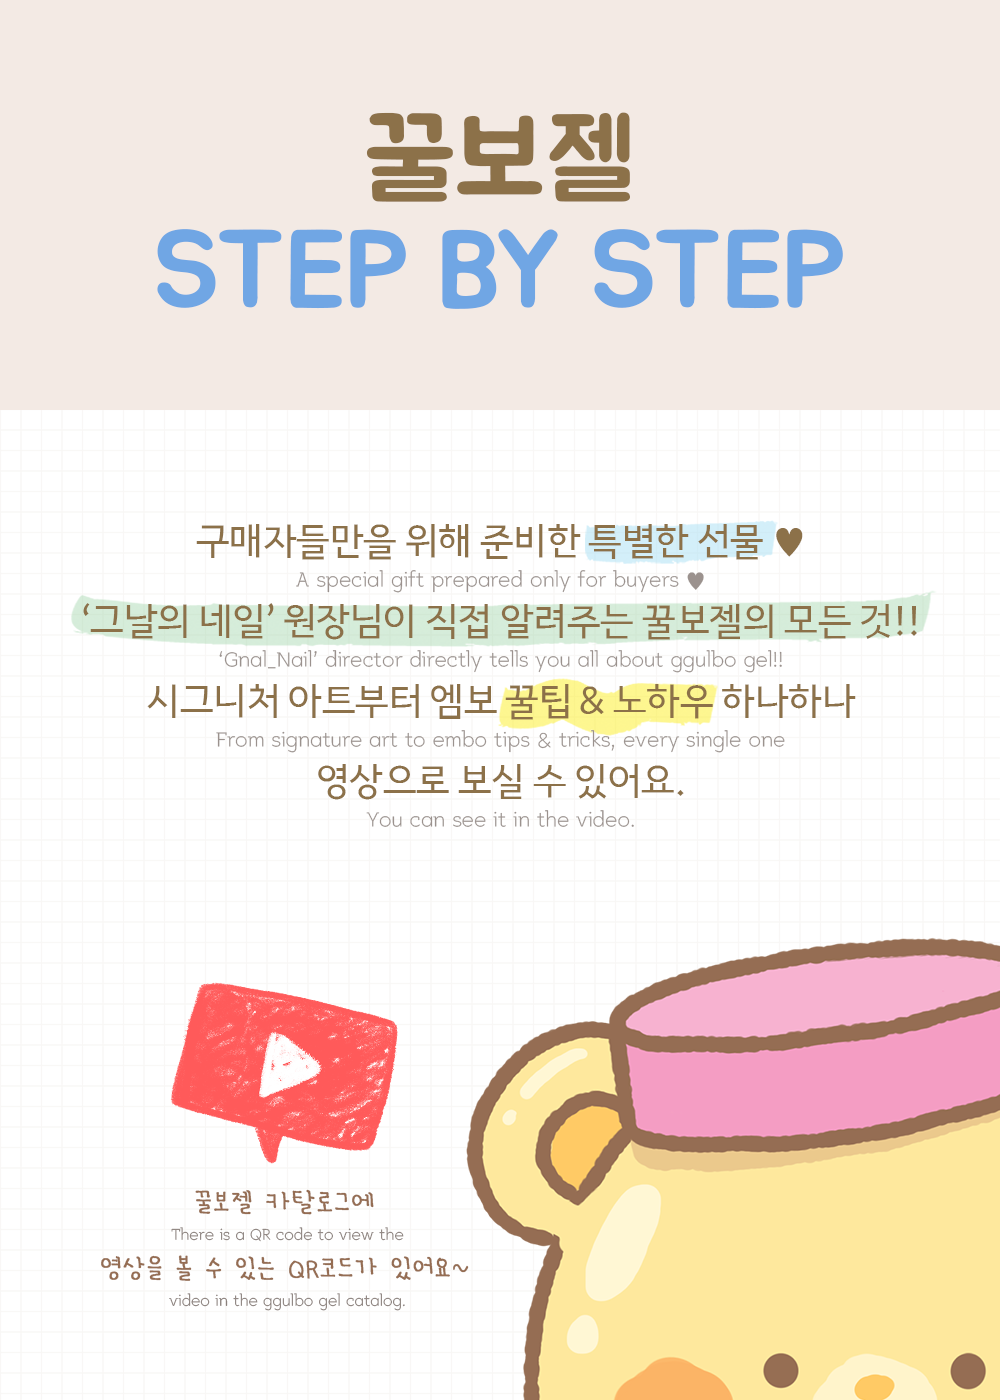 꿀보젤
STEP BY STEP
구매자들만을 위해 준비한 특별한 선물 ♥
A special gift prepared only for buyers ♥
‘그날의 네일’ 원장님이 직접 알려주는 꿀보젤의 모든 것!!
‘Gnal_Nail’ director directly tells you all about ggulbo gel!!
시그니처 아트부터 엠보 꿀팁 & 노하우 하나하나
From signature art to embo tips & tricks, every single one
영상으로 보실 수 있어요.
You can see it in the video.
꿀보젤 카탈로그에
There is a QR code to view the
영상을 볼 수 있는 QR코드가 있어요~
video in the ggulbo gel catalog.